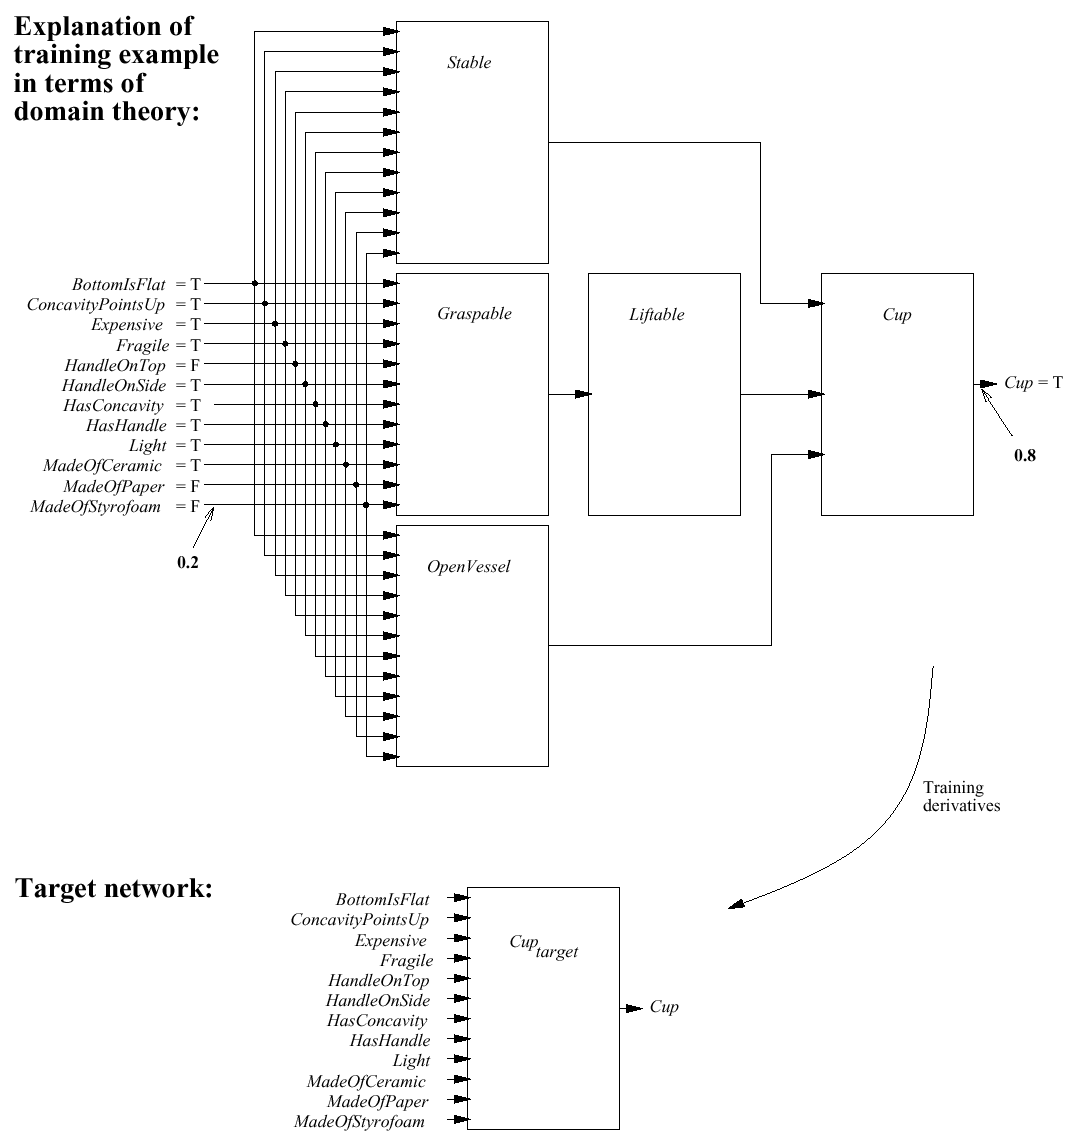 Explanation of
training example
in terms of
domain theory:
Stable
BottomIsFlat = T
ConcavityPointsUp = T
Expensive = T
Fragile = T
HandleOnTop = F
HandleOnSide = T
HasConcavity = T
HasHandle = T
Light = T
MadeOfCeramic = T
MadeOfPaper = F
MadeOfStyrofoam = F
0.2
Graspable
Liftable
Cup
Cup = T
0.8
OpenVessel
Training
derivatives
Target network:
BottomIsFlat
ConcavityPointsUp
Expensive
Fragile
HandleOnTop
HandleOnSide
HasConcavity
HasHandle
Light
MadeOfCeramic
MadeOfPaper
MadeOfStyrofoam
Cup target
Cup